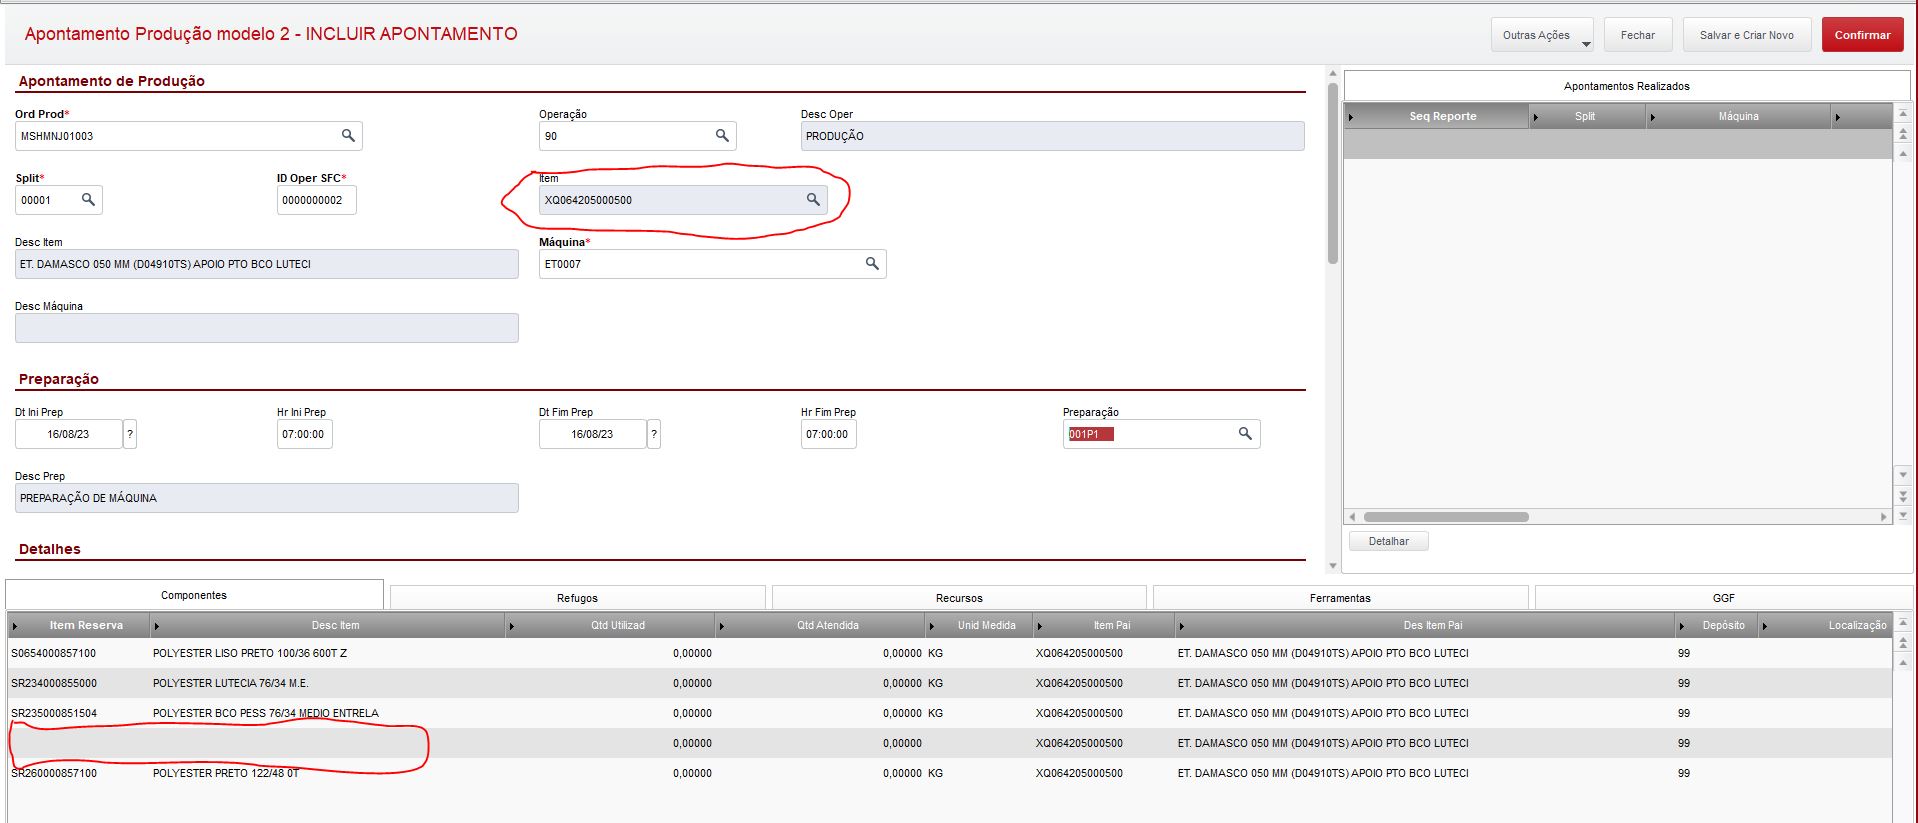 Apontamento Produção modelo 2 - INCLUIR APONTAMENTO
Outras Ações
Fechar
Salvar e Criar Novo
Confirmar
Apontamento de Produção
Ord Prod*
Operação
Desc Oper
MSHMNJ01003
90
PRODUÇÃO
Split*
ID Oper SFC*
Item
00001
0000000002
XQ064205000500
Desc Item
Máquina*
ET. DAMASCO 050 MM (D04910TS) APOIO PTO BCO LUTECI
ET0007
Desc Máquina
Preparação
Dt Ini Prep
Hr Ini Prep
Dt Fim Prep
Hr Fim Prep
Preparação
16/08/23
?
07:00:00
16/08/23
?
07:00:00
001P1
Desc Prep
PREPARAÇÃO DE MÁQUINA
Detalhes
Apontamentos Realizados
Seq Reporte Split Máquina
Detalhar
Componentes Refugos Recursos Ferramentas GGF
Item Reserva Desc Item Qtd Utilizad Qtd Atendida Unid Medida Item Pai Des Item Pai Depósito Localização
S0654000857100 POLYESTER LISO PRETO 100/36 600T Z 0,00000 0,00000 KG XQ064205000500 ET. DAMASCO 050 MM (D04910TS) APOIO PTO BCO LUTECI 99
SR234000855000 POLYESTER LUTECIA 76/34 M.E. 0,00000 0,00000 KG XQ064205000500 ET. DAMASCO 050 MM (D04910TS) APOIO PTO BCO LUTECI 99
SR235000851504 POLYESTER BCO PESS 76/34 MEDIO ENTRELA 0,00000 0,00000 KG XQ064205000500 ET. DAMASCO 050 MM (D04910TS) APOIO PTO BCO LUTECI 99
0,00000 0,00000 XQ064205000500 ET. DAMASCO 050 MM (D04910TS) APOIO PTO BCO LUTECI 99
SR260000857100 POLYESTER PRETO 122/48 0T 0,00000 0,00000 KG XQ064205000500 ET. DAMASCO 050 MM (D04910TS) APOIO PTO BCO LUTECI 99